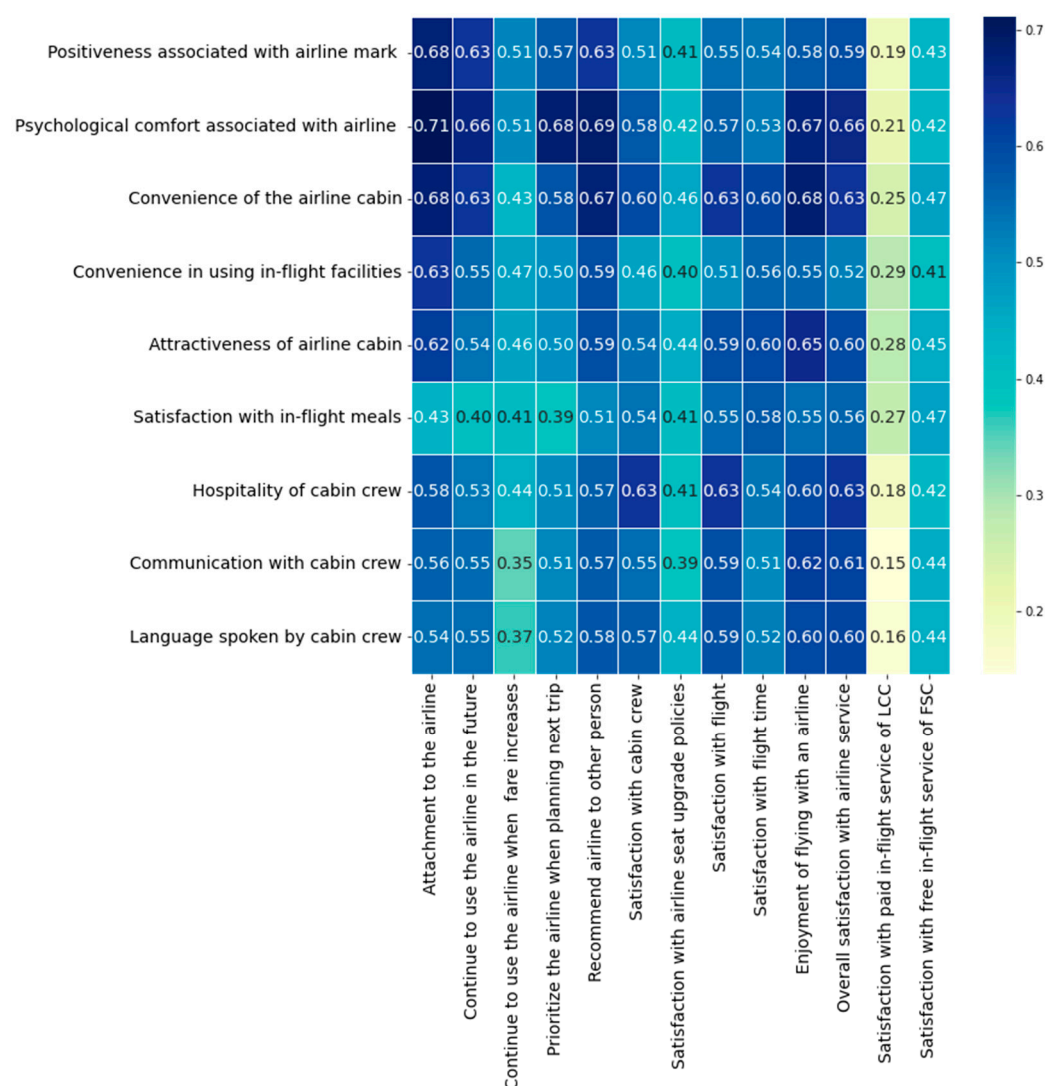 Positiveness associated with airline mark 0.68 0.63 0.51 0.57 0.63 0.51 0.41 0.55 0.54 0.58 0.59 0.19 0.43
Psychological comfort associated with airline 0.71 0.66 0.51 0.68 0.69 0.58 0.42 0.57 0.53 0.67 0.66 0.21 0.42
Convenience of the airline cabin 0.68 0.63 0.43 0.58 0.67 0.60 0.46 0.63 0.60 0.68 0.63 0.25 0.47
Convenience in using in-flight facilities 0.63 0.55 0.47 0.50 0.59 0.46 0.40 0.51 0.56 0.55 0.52 0.29 0.41
Attractiveness of airline cabin 0.62 0.54 0.46 0.50 0.59 0.54 0.44 0.59 0.60 0.65 0.60 0.28 0.45
Satisfaction with in-flight meals 0.43 0.40 0.41 0.39 0.51 0.54 0.41 0.55 0.58 0.55 0.56 0.27 0.47
Hospitality of cabin crew 0.58 0.53 0.44 0.51 0.57 0.63 0.41 0.63 0.54 0.60 0.63 0.18 0.42
Communication with cabin crew 0.56 0.55 0.35 0.51 0.57 0.55 0.39 0.59 0.51 0.62 0.61 0.15 0.44
Language spoken by cabin crew 0.54 0.55 0.37 0.52 0.58 0.57 0.44 0.59 0.52 0.60 0.60 0.16 0.44
Attachment to the airline
Continue to use the airline in the future
Continue to use the airline when fare increases
Prioritize the airline when planning next trip
Recommend airline to other person
Satisfaction with cabin crew
Satisfaction with airline seat upgrade policies
Satisfaction with flight
Satisfaction with flight time
Enjoyment of flying with an airline
Overall satisfaction with airline service
Satisfaction with paid in-flight service of LCC
Satisfaction with free in-flight service of FSC
0.7
0.6
0.5
0.4
0.3
0.2